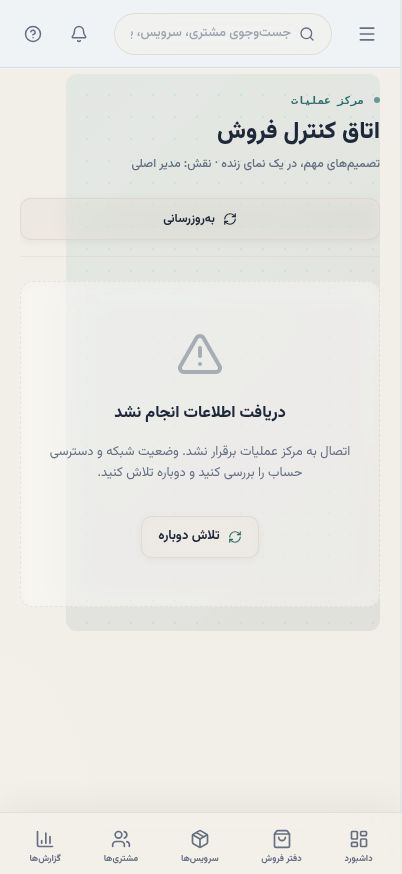 جست‌وجوی مشتری، سرویس، ی
مرکز عملیات
اتاق کنترل فروش
تصمیم‌های مهم، در یک نمای زنده · نقش: مدیر اصلی
به‌روزرسانی
دریافت اطلاعات انجام نشد
اتصال به مرکز عملیات برقرار نشد. وضعیت شبکه و دسترسی
حساب را بررسی کنید و دوباره تلاش کنید.
تلاش دوباره
داشبورد
دفتر فروش
سرویس‌ها
مشتری‌ها
گزارش‌ها